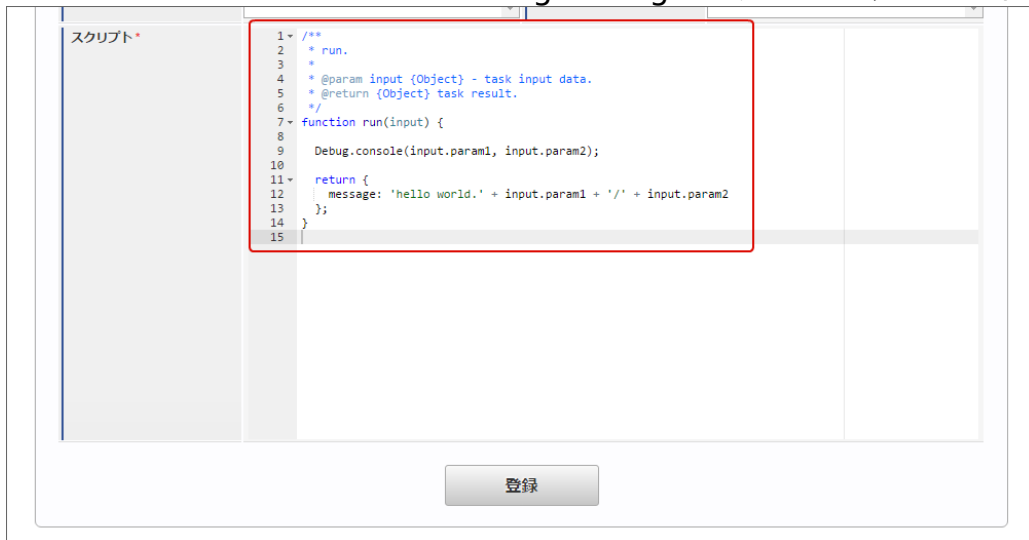 スクリプト*
1 /**
2  * run.
3  *
4  * @param input {Object} - task input data.
5  * @return {Object} task result.
6  */
7 function run(input) {
8
9   Debug.console(input.param1, input.param2);
10
11   return {
12     message: 'hello world.' + input.param1 + '/' + input.param2
13   };
14 }
15
登録